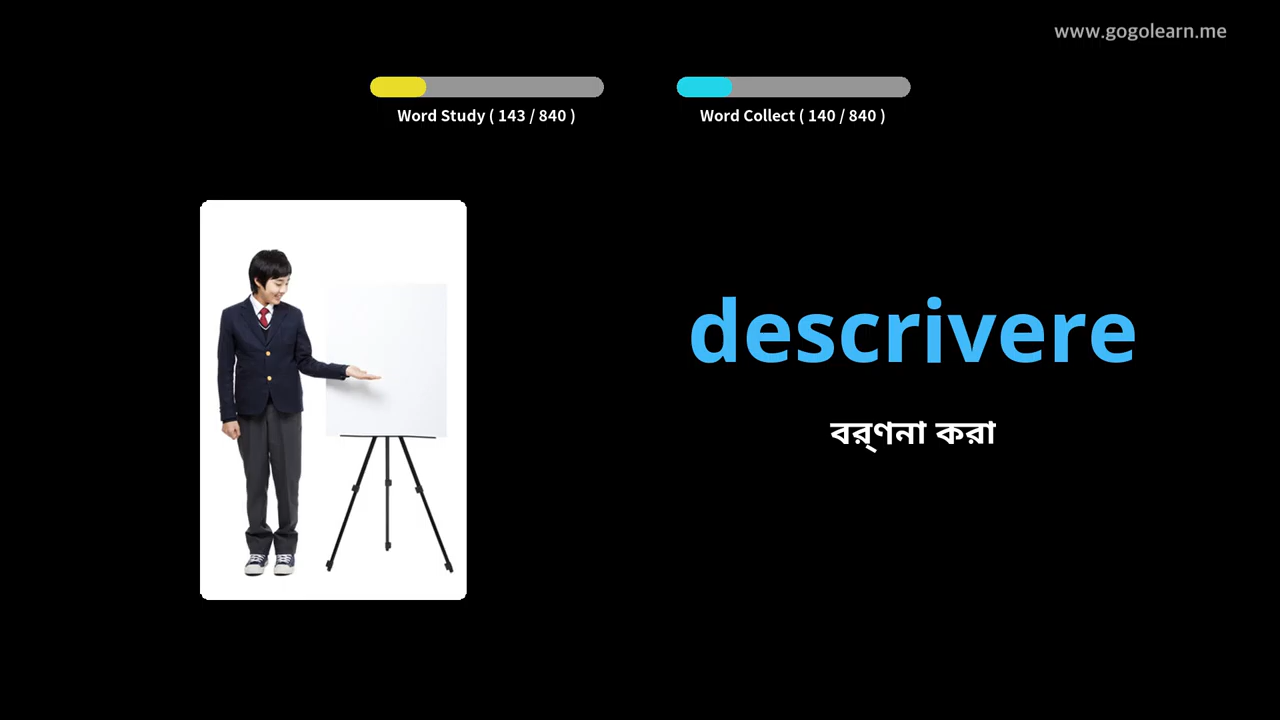 www.gogolearn.me
Word Study ( 143 / 840 )
Word Collect ( 140 / 840 )
descrivere
বর্ণনা করা